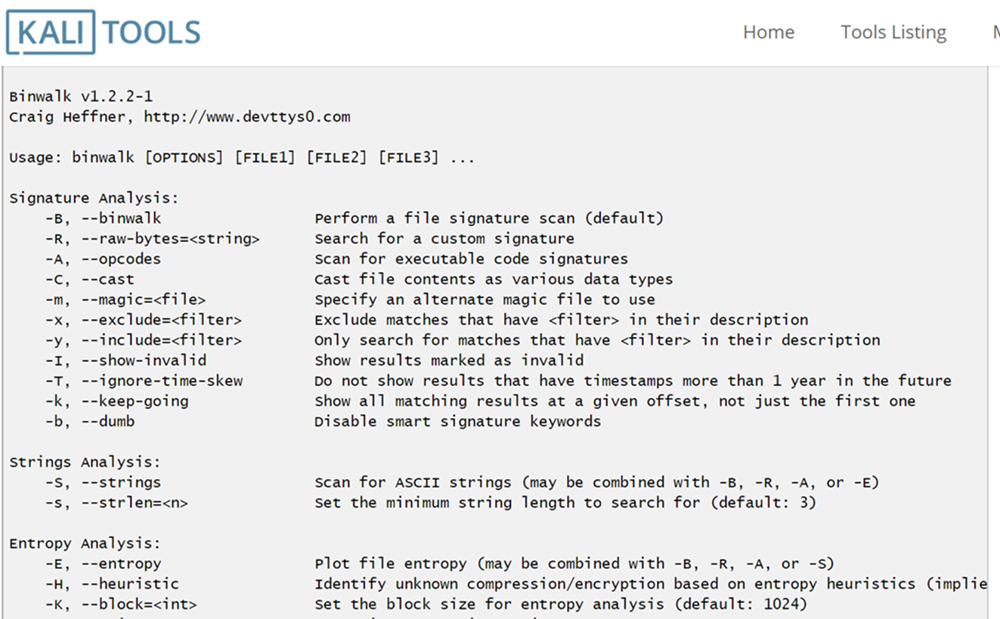 KALI TOOLS
Home Tools Listing
Binwalk v1.2.2-1
Craig Heffner, http://www.devttys0.com
Usage: binwalk [OPTIONS] [FILE1] [FILE2] [FILE3] ...
Signature Analysis:
-B, --binwalk Perform a file signature scan (default)
-R, --raw-bytes=<string> Search for a custom signature
-A, --opcodes Scan for executable code signatures
-C, --cast Cast file contents as various data types
-m, --magic=<file> Specify an alternate magic file to use
-x, --exclude=<filter> Exclude matches that have <filter> in their description
-y, --include=<filter> Only search for matches that have <filter> in their description
-I, --show-invalid Show results marked as invalid
-T, --ignore-time-skew Do not show results that have timestamps more than 1 year in the future
-k, --keep-going Show all matching results at a given offset, not just the first one
-b, --dumb Disable smart signature keywords
Strings Analysis:
-S, --strings Scan for ASCII strings (may be combined with -B, -R, -A, or -E)
-s, --strlen=<n> Set the minimum string length to search for (default: 3)
Entropy Analysis:
-E, --entropy Plot file entropy (may be combined with -B, -R, -A, or -S)
-H, --heuristic Identify unknown compression/encryption based on entropy heuristics (implie
-K, --block=<int> Set the block size for entropy analysis (default: 1024)